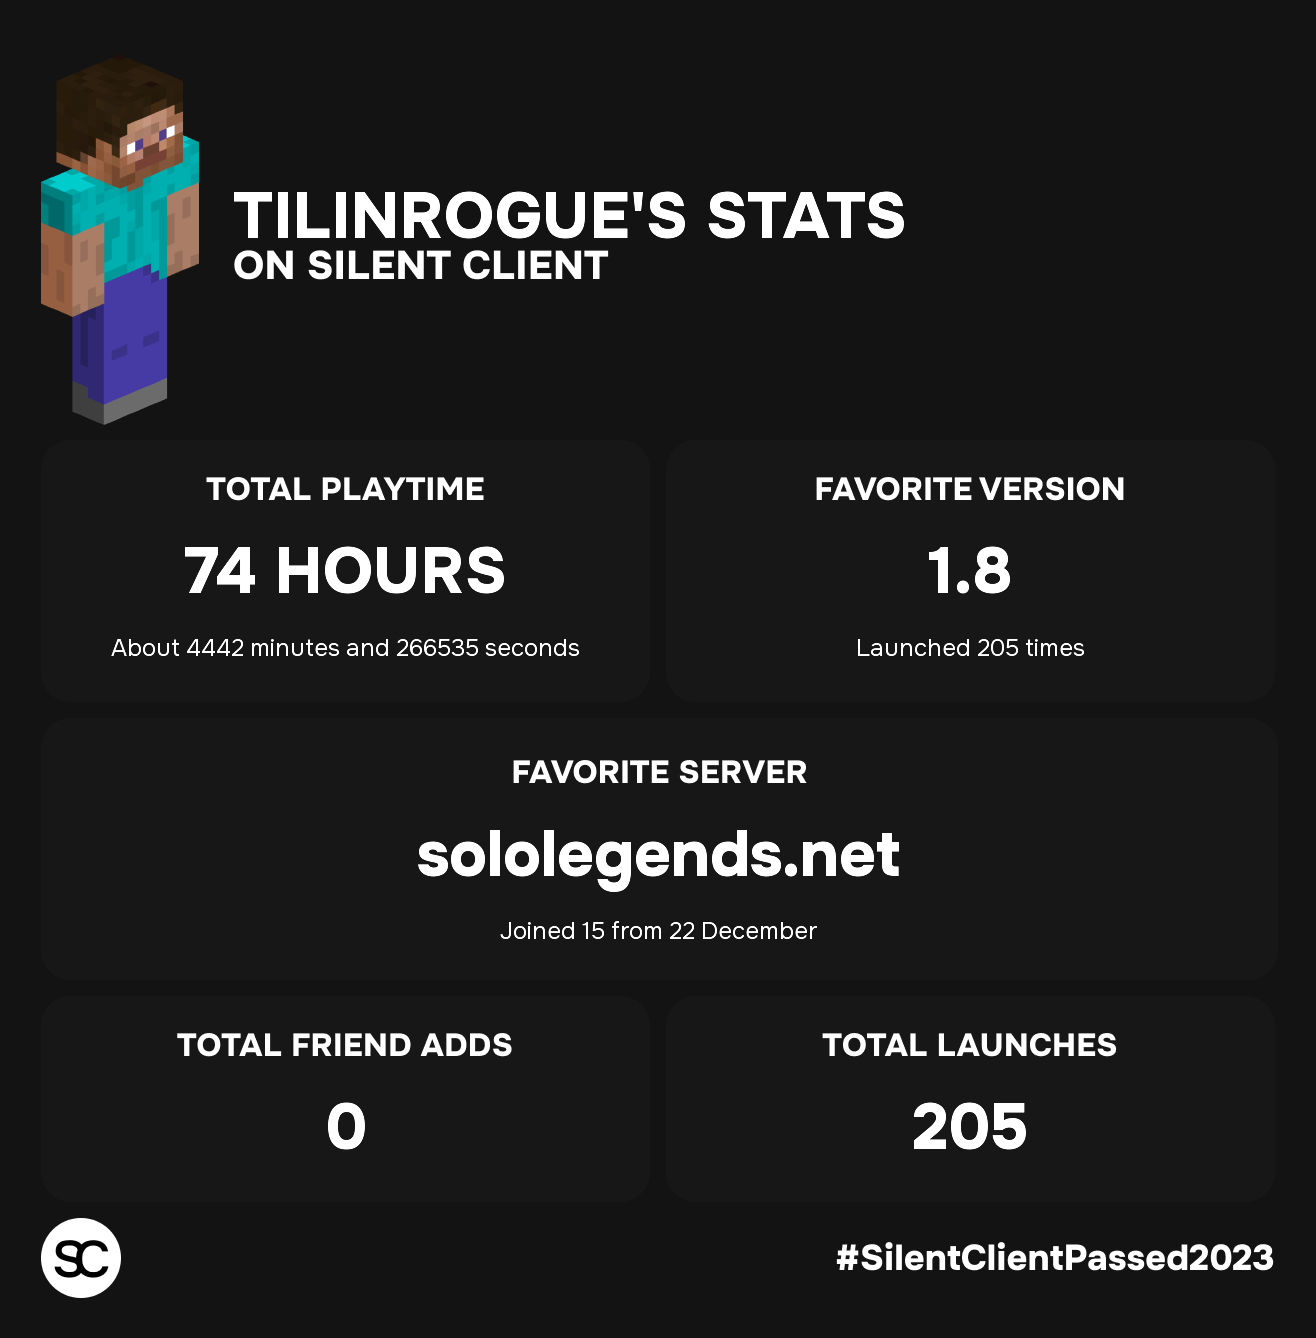 TILINROGUE'S STATS
ON SILENT CLIENT
TOTAL PLAYTIME
74 HOURS
About 4442 minutes and 266535 seconds
FAVORITE VERSION
1.8
Launched 205 times
FAVORITE SERVER
sololegends.net
Joined 15 from 22 December
TOTAL FRIEND ADDS
0
TOTAL LAUNCHES
205
SC
#SilentClientPassed2023